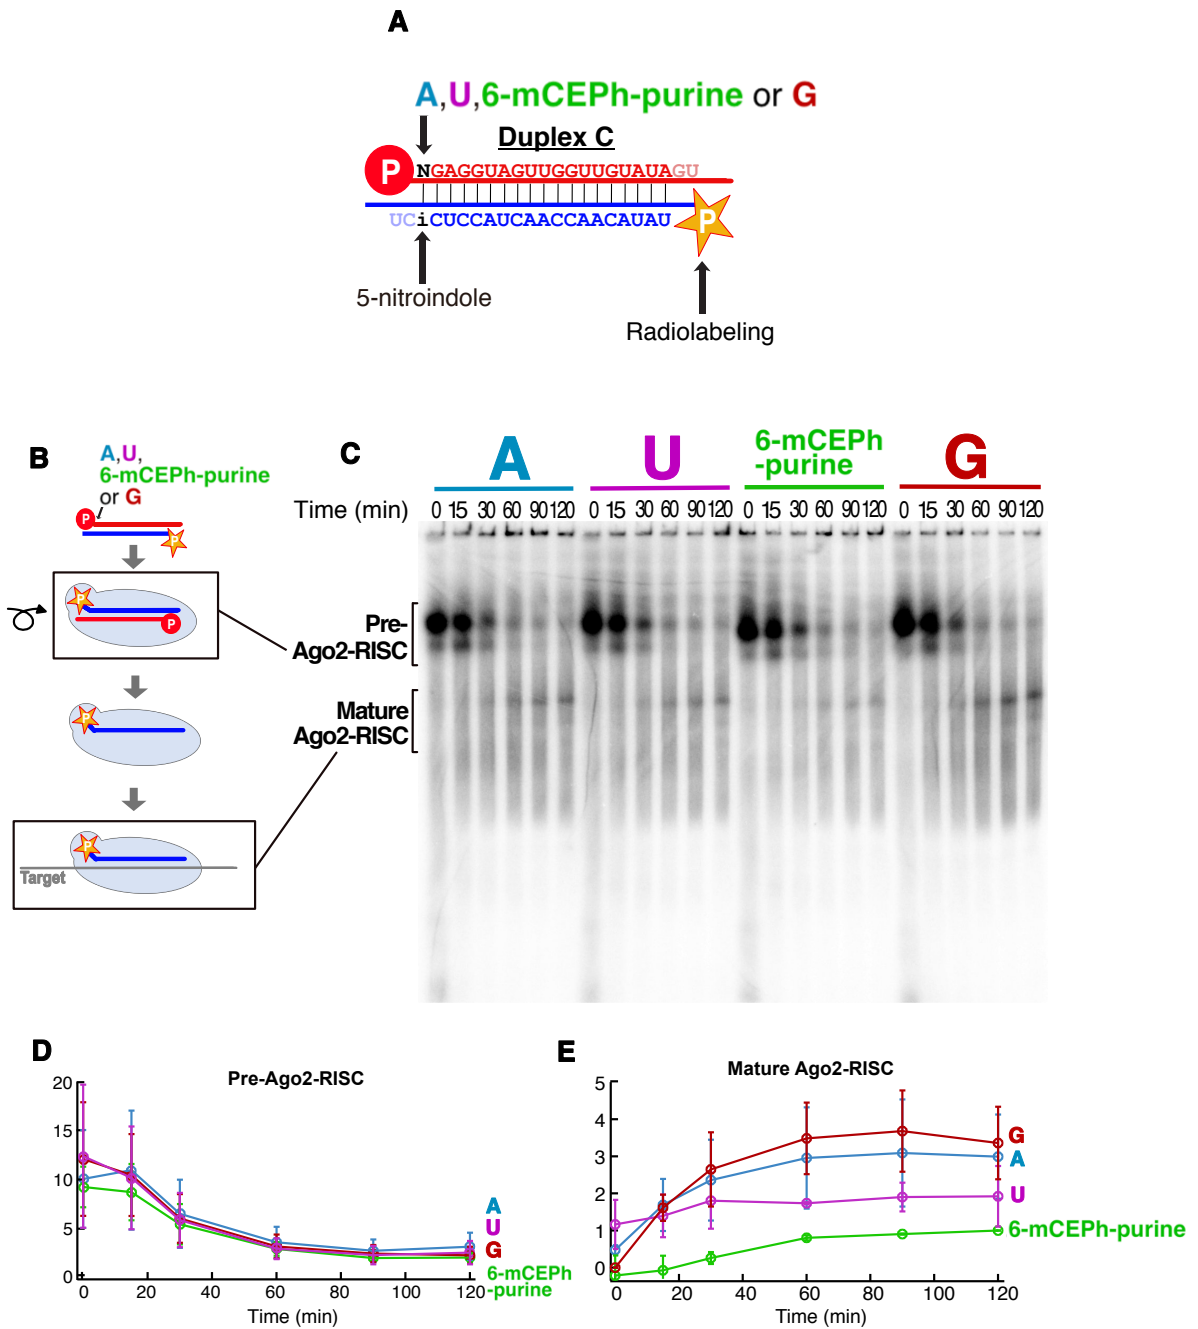 A
A,U,6-mCEPh-purine or G
Duplex C
P
NGAGGUAGUUGGUUGUAUAGU
UCiCUCCAUCAACCAACAUAU
P
5-nitroindole
Radiolabeling
B
A,U,
6-mCEPh-purine
or G
P
P
P
P
P
P
Target
C
A
U
6-mCEPh
-purine
G
Time (min)
0 15 30 60 90 120 0 15 30 60 90 120 0 15 30 60 90 120 0 15 30 60 90 120
Pre-
Ago2-RISC
Mature
Ago2-RISC
D
Pre-Ago2-RISC
20
15
10
5
0
0 20 40 60 80 100 120
Time (min)
A
U
G
6-mCEPh
-purine
E
Mature Ago2-RISC
5
4
3
2
1
0
0 20 40 60 80 100 120
Time (min)
G
A
U
6-mCEPh-purine